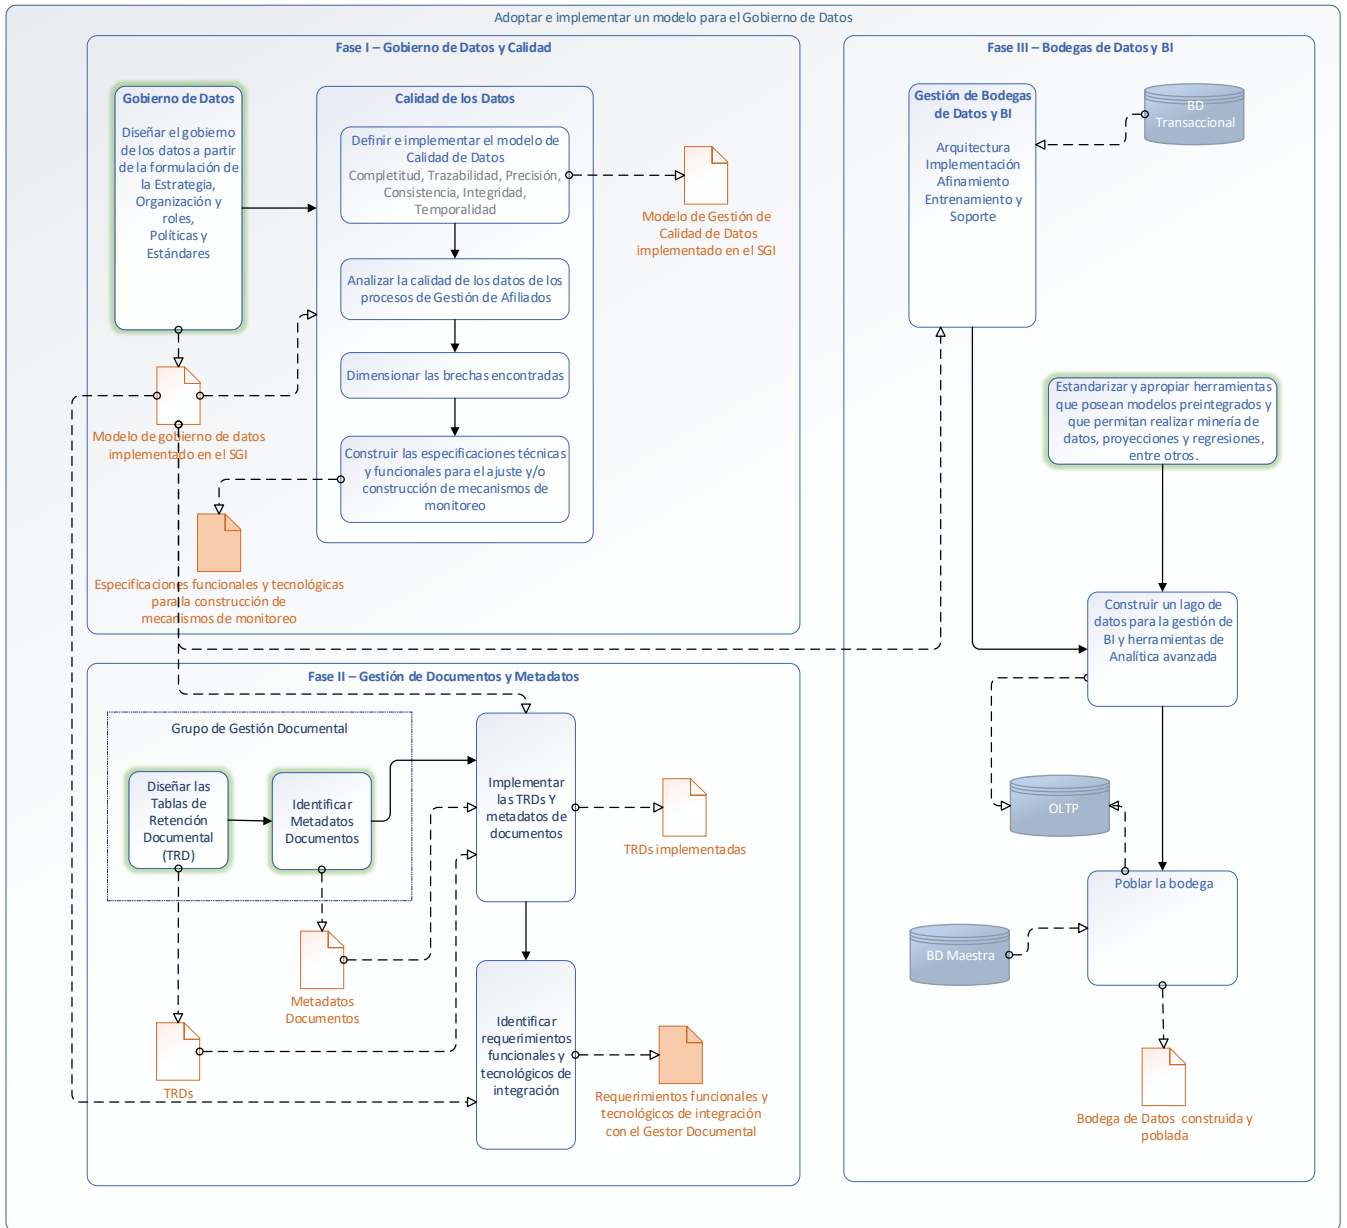 Adoptar e implementar un modelo para el Gobierno de Datos
Fase I – Gobierno de Datos y Calidad
Gobierno de Datos
Diseñar el gobierno
de los datos a partir
de la formulación de
la Estrategia,
Organización y
roles,
Políticas y
Estándares
Modelo de gobierno de datos
implementado en el SGI
Calidad de los Datos
Definir e implementar el modelo de
Calidad de Datos
Completitud, Trazabilidad, Precisión,
Consistencia, Integridad,
Temporalidad
Modelo de Gestión de
Calidad de Datos
implementado en el SGI
Analizar la calidad de los datos de los
procesos de Gestión de Afiliados
Dimensionar las brechas encontradas
Construir las especificaciones técnicas
y funcionales para el ajuste y/o
construcción de mecanismos de
monitoreo
Especificaciones funcionales y tecnológicas
para la construcción de
mecanismos de monitoreo
Fase II – Gestión de Documentos y Metadatos
Grupo de Gestión Documental
Diseñar las
Tablas de
Retención
Documental
(TRD)
Identificar
Metadatos
Documentos
Implementar
las TRDs Y
metadatos de
documentos
TRDs implementadas
Metadatos
Documentos
TRDs
Identificar
requerimientos
funcionales y
tecnológicos de
integración
Requerimientos funcionales y
tecnológicos de integración
con el Gestor Documental
Fase III – Bodegas de Datos y BI
Gestión de Bodegas
de Datos y BI
Arquitectura
Implementación
Afinamiento
Entrenamiento y
Soporte
BD
Transaccional
Estandarizar y apropiar herramientas
que posean modelos preintegrados y
que permitan realizar minería de
datos, proyecciones y regresiones,
entre otros.
Construir un lago de
datos para la gestión de
BI y herramientas de
Analítica avanzada
OLTP
Poblar la bodega
BD Maestra
Bodega de Datos construida y
poblada